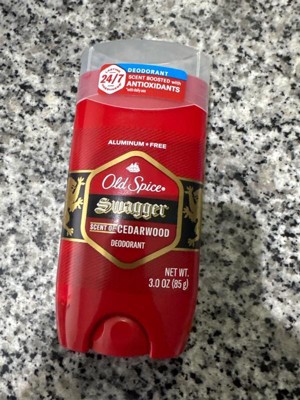 24/7
DEODORANT
SCENT BOOSTED with
ANTIOXIDANTS
ALUMINUM • FREE
Old Spice
Swagger
SCENT OF CEDARWOOD
DEODORANT
NET WT.
3.0 OZ (85g)